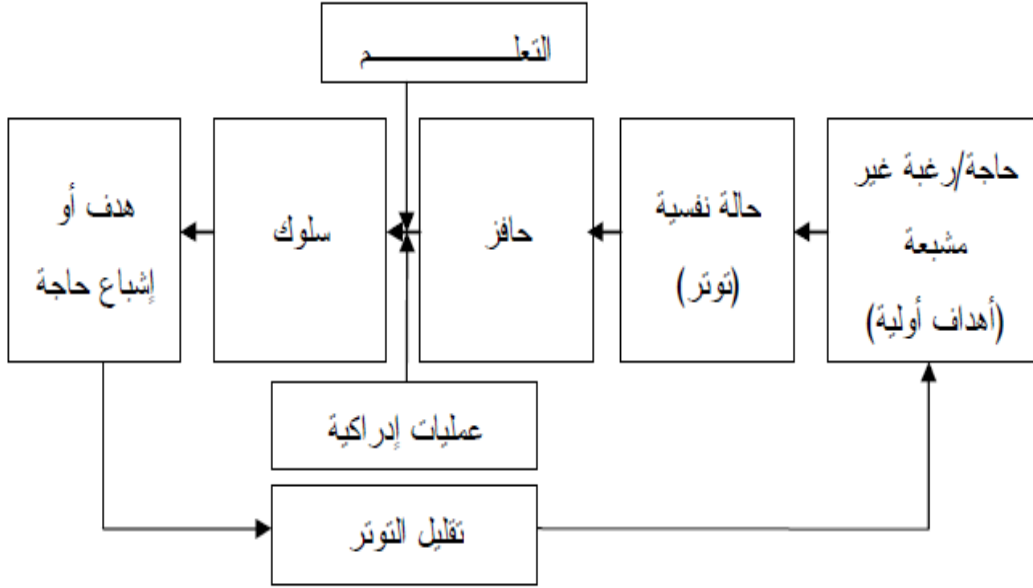 التعلـــــــــــــم
حاجة/رغبة غير
مشبعة
(أهداف أولية)
حالة نفسية
(توتر)
حافز
سلوك
هدف أو
إشباع حاجة
عمليات إدراكية
تقليل التوتر